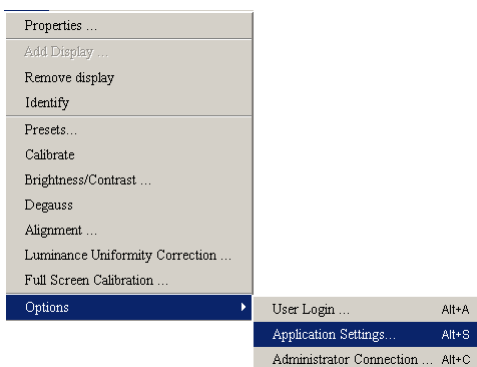 Properties ...
Add Display ...
Remove display
Identify
Presets...
Calibrate
Brightness/Contrast ...
Degauss
Alignment ...
Luminance Uniformity Correction ...
Full Screen Calibration ...
Options
User Login ... Alt+A
Application Settings... Alt+S
Administrator Connection ... Alt+C